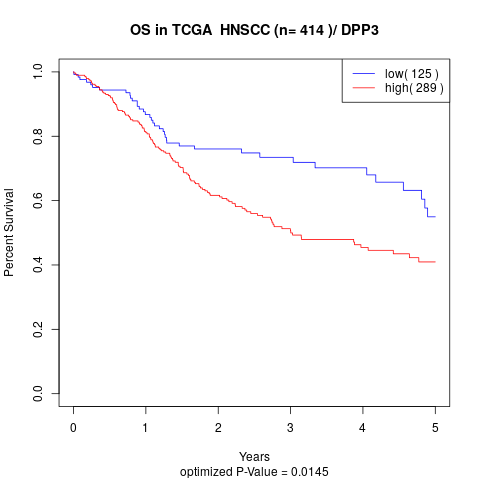 OS in TCGA HNSCC (n= 414 )/ DPP3
low( 125 )
high( 289 )
Percent Survival
1.0
0.8
0.6
0.4
0.2
0.0
0 1 2 3 4 5
Years
optimized P-Value = 0.0145